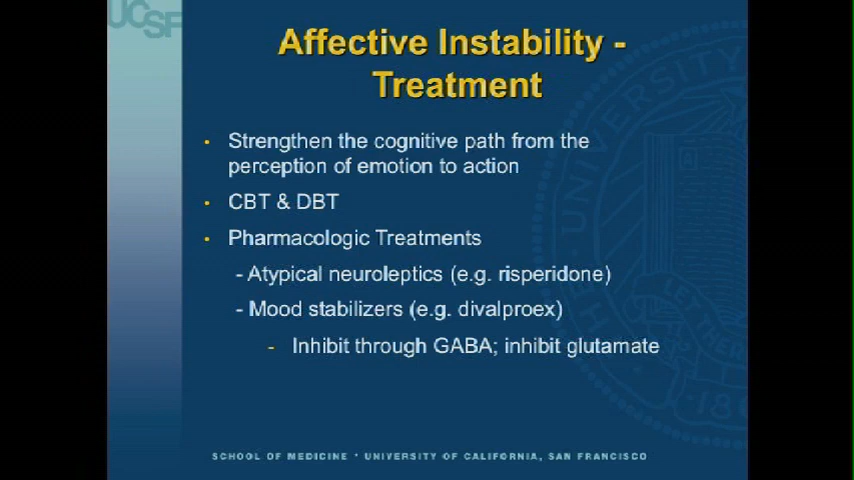 UCSF
Affective Instability -
Treatment
• Strengthen the cognitive path from the
perception of emotion to action
• CBT & DBT
• Pharmacologic Treatments
- Atypical neuroleptics (e.g. risperidone)
- Mood stabilizers (e.g. divalproex)
- Inhibit through GABA; inhibit glutamate
SCHOOL OF MEDICINE * UNIVERSITY OF CALIFORNIA, SAN FRANCISCO